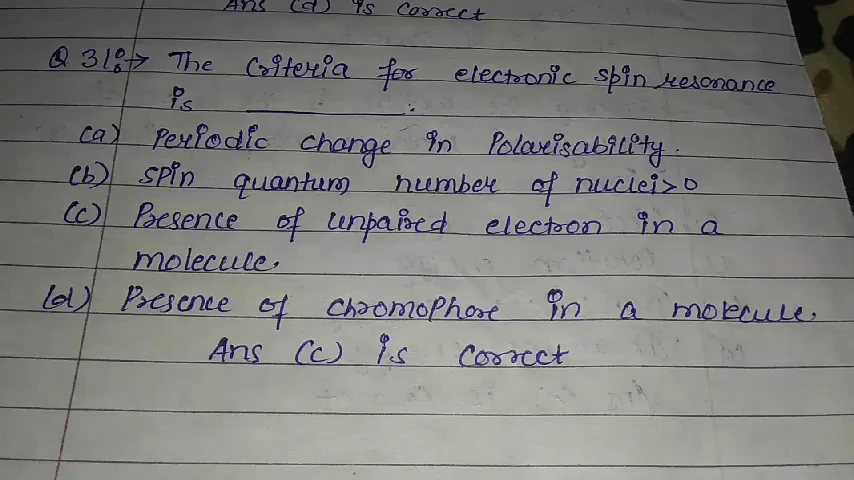 Ans (d) is correct
Q 31:→ The Criteria for electronic spin resonance
is __________.
(a) Periodic change in Polarisability.
(b) spin quantum number of nuclei>0
(c) Presence of unpaired electron in a
molecule.
(d) Presence of chromophore in a molecule.
Ans (c) is correct